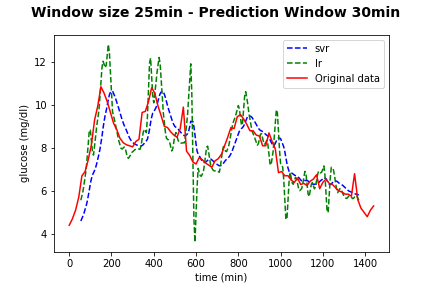 Window size 25min - Prediction Window 30min
svr
lr
Original data
glucose (mg/dl)
12
10
8
6
4
0 200 400 600 800 1000 1200 1400
time (min)